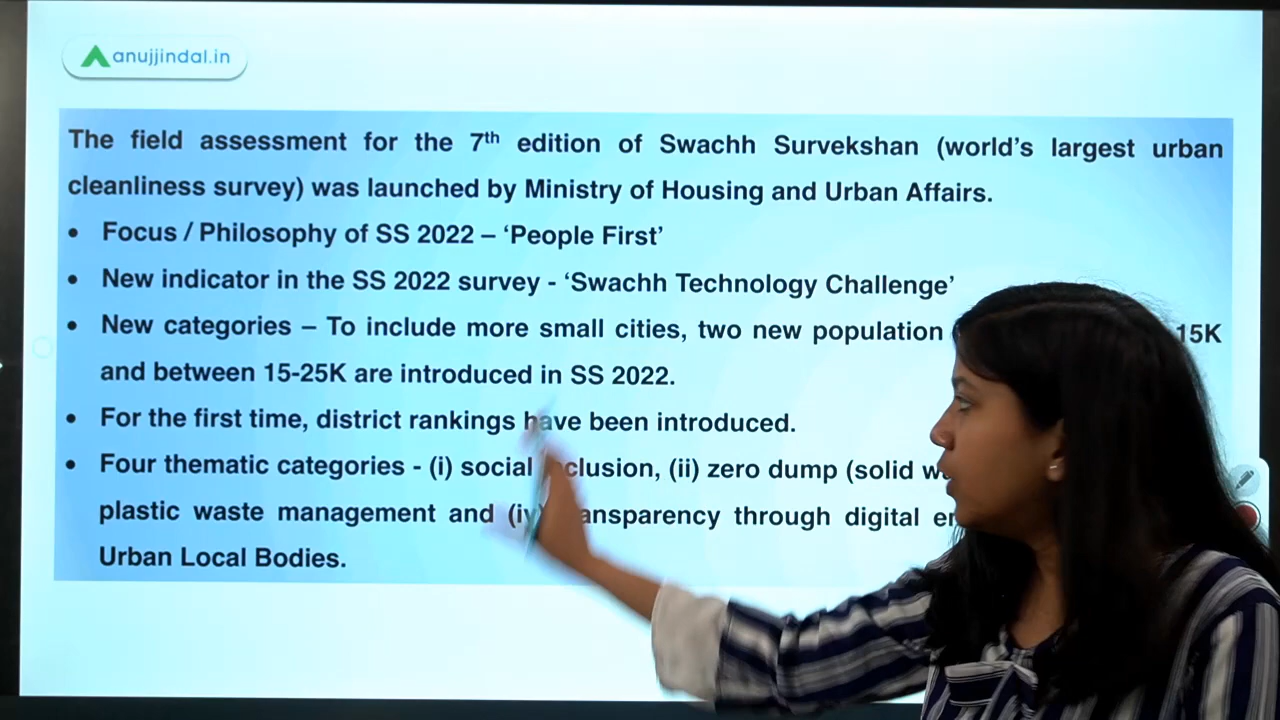 anujjindal.in
The field assessment for the 7th edition of Swachh Survekshan (world's largest urban
cleanliness survey) was launched by Ministry of Housing and Urban Affairs.
• Focus / Philosophy of SS 2022 – 'People First'
• New indicator in the SS 2022 survey - 'Swachh Technology Challenge'
• New categories – To include more small cities, two new population 15K
and between 15-25K are introduced in SS 2022.
• For the first time, district rankings have been introduced.
• Four thematic categories - (i) social inclusion, (ii) zero dump (solid
plastic waste management and (iv) transparency through digital
Urban Local Bodies.